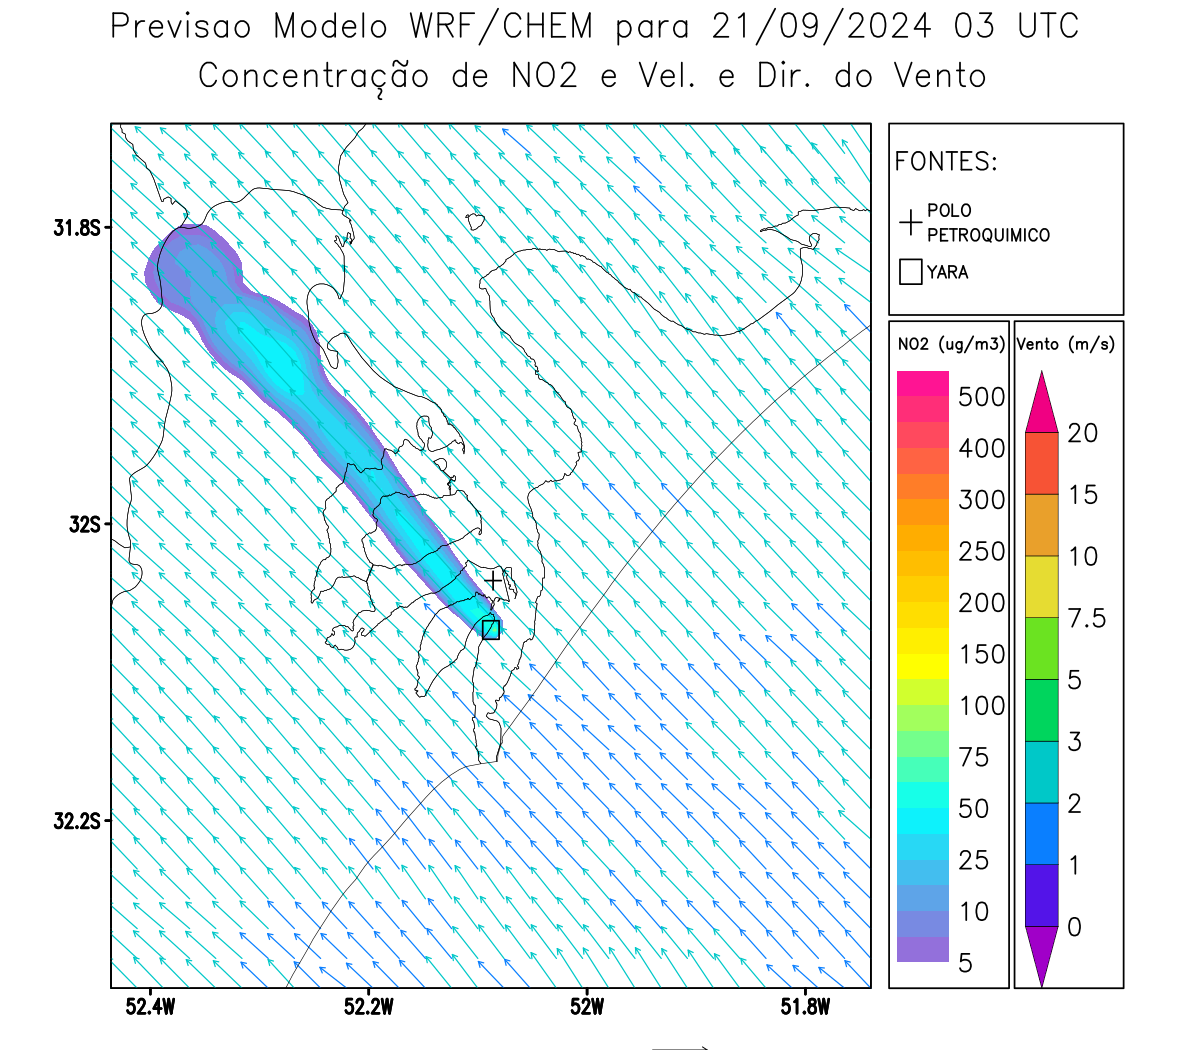 Previsao Modelo WRF/CHEM para 21/09/2024 03 UTC
Concentração de NO2 e Vel. e Dir. do Vento
FONTES:
POLO
PETROQUIMICO
YARA
NO2 (ug/m3)
500
400
300
250
200
150
100
75
50
25
10
5
Vento (m/s)
20
15
10
7.5
5
3
2
1
0
31.8S
32S
32.2S
52.4W
52.2W
52W
51.8W